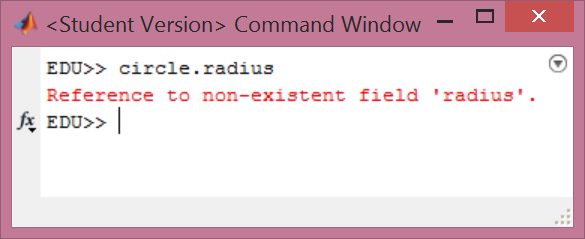 <Student Version> Command Window
EDU>> circle.radius
Reference to non-existent field 'radius'.
fx EDU>>